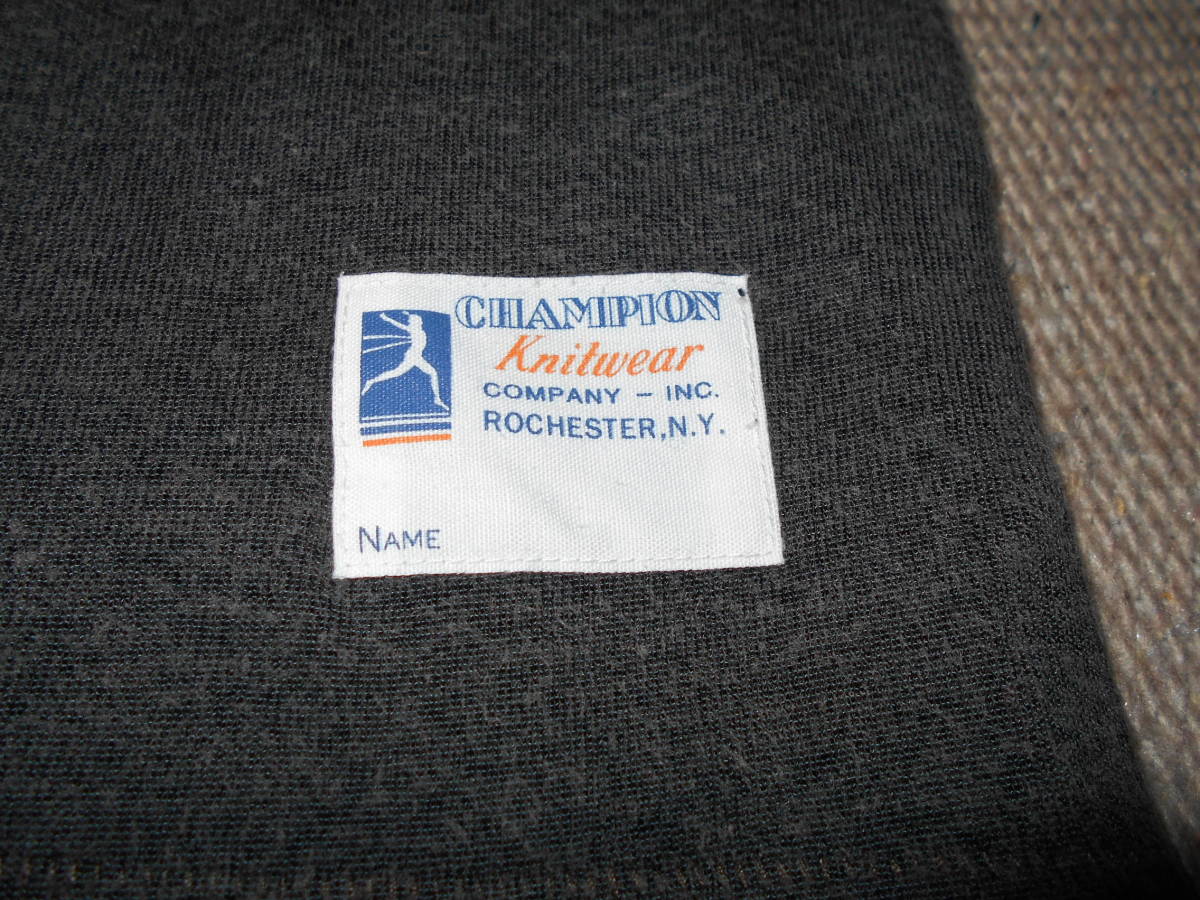 CHAMPION
Knitwear
COMPANY – INC.
ROCHESTER, N.Y.
NAME